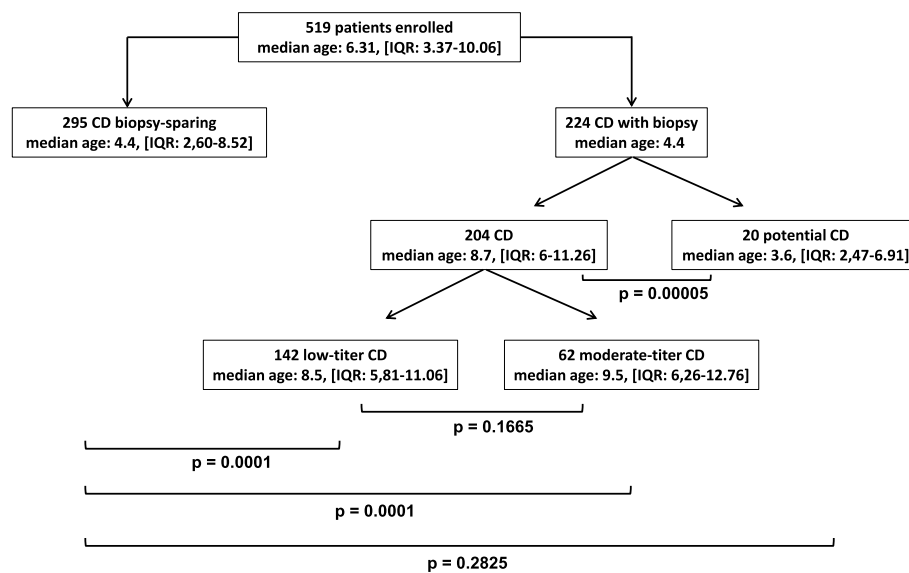 519 patients enrolled
median age: 6.31, [IQR: 3.37-10.06]
295 CD biopsy-sparing
median age: 4.4, [IQR: 2,60-8.52]
224 CD with biopsy
median age: 4.4
204 CD
median age: 8.7, [IQR: 6-11.26]
20 potential CD
median age: 3.6, [IQR: 2,47-6.91]
p = 0.00005
142 low-titer CD
median age: 8.5, [IQR: 5,81-11.06]
62 moderate-titer CD
median age: 9.5, [IQR: 6,26-12.76]
p = 0.1665
p = 0.0001
p = 0.0001
p = 0.2825